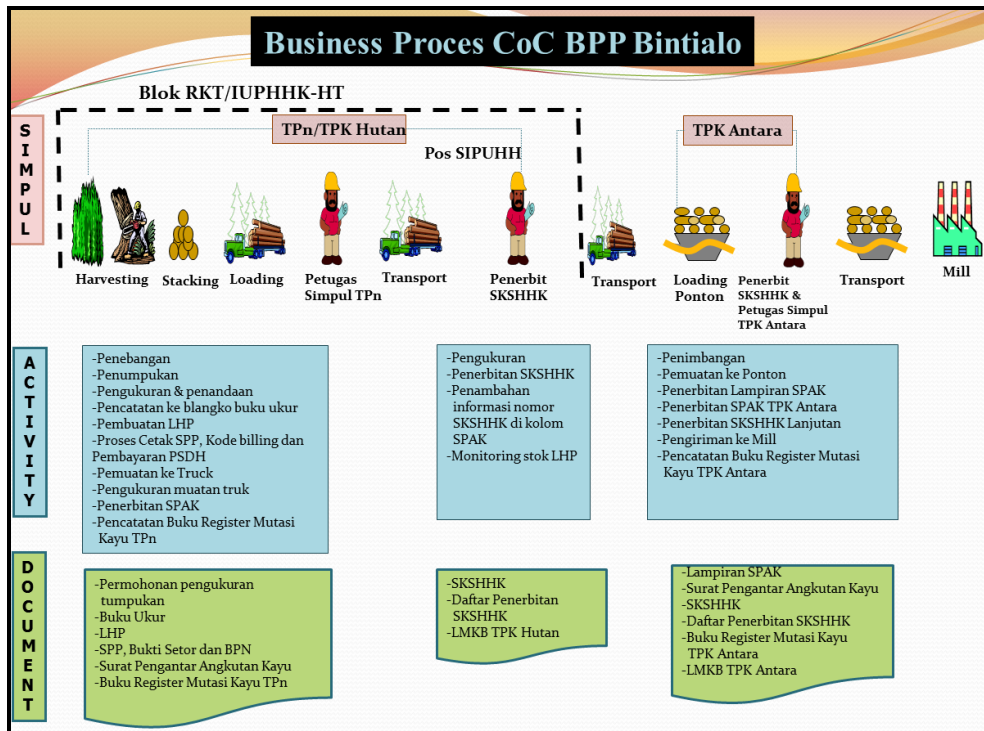 Business Proces CoC BPP Bintialo
Blok RKT/IUPHHK-HT
SIMPUL
TPn/TPK Hutan
TPK Antara
Pos SIPUHH
Harvesting
Stacking
Loading
Petugas
Simpul TPn
Transport
Penerbit
SKSHHK
Transport
Loading
Ponton
Penerbit
SKSHHK &
Petugas Simpul
TPK Antara
Transport
Mill
ACTIVITY
-Penebangan
-Penumpukan
-Pengukuran & penandaan
-Pencatatan ke blangko buku ukur
-Pembuatan LHP
-Proses Cetak SPP, Kode billing dan
Pembayaran PSDH
-Pemuatan ke Truck
-Pengukuran muatan truk
-Penerbitan SPAK
-Pencatatan Buku Register Mutasi
Kayu TPn
-Pengukuran
-Penerbitan SKSHHK
-Penambahan
informasi nomor
SKSHHK di kolom
SPAK
-Monitoring stok LHP
-Penimbangan
-Pemuatan ke Ponton
-Penerbitan Lampiran SPAK
-Penerbitan SPAK TPK Antara
-Penerbitan SKSHHK Lanjutan
-Pengiriman ke Mill
-Pencatatan Buku Register Mutasi
Kayu TPK Antara
DOCUMENT
-Permohonan pengukuran
tumpukan
-Buku Ukur
-LHP
-SPP, Bukti Setor dan BPN
-Surat Pengantar Angkutan Kayu
-Buku Register Mutasi Kayu TPn
-SKSHHK
-Daftar Penerbitan
SKSHHK
-LMKB TPK Hutan
-Lampiran SPAK
-Surat Pengantar Angkutan Kayu
-SKSHHK
-Daftar Penerbitan SKSHHK
-Buku Register Mutasi Kayu
TPK Antara
-LMKB TPK Antara